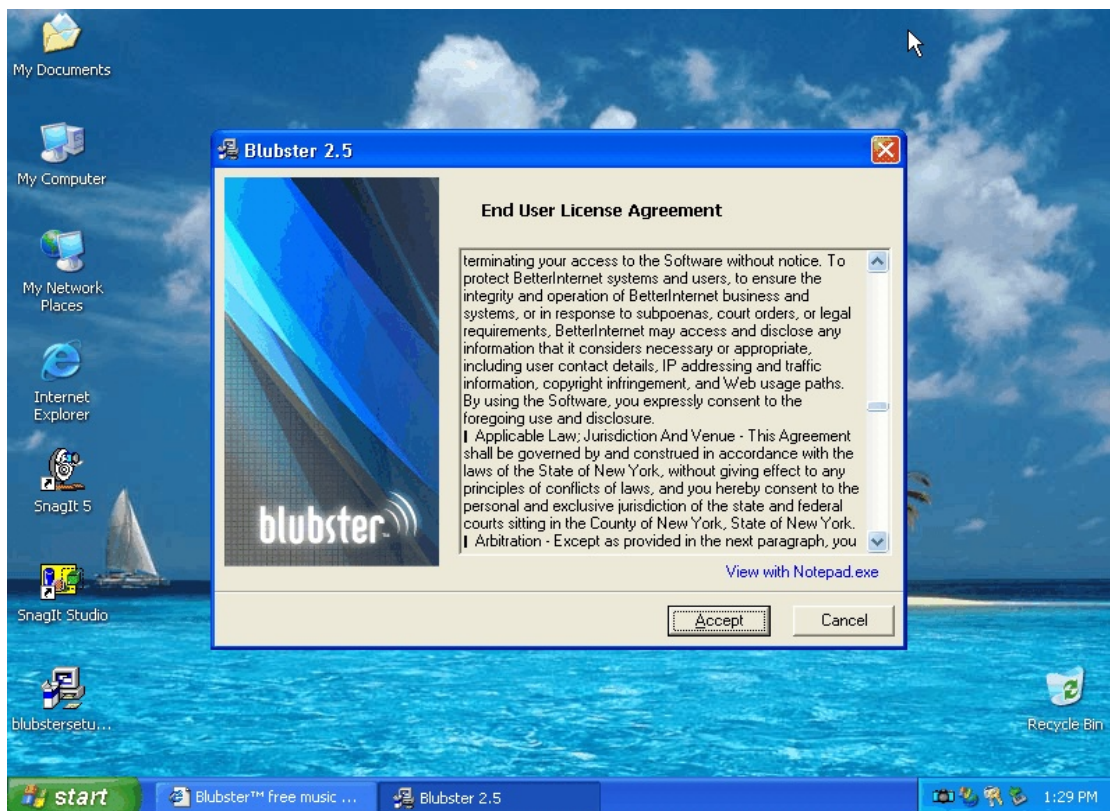 My Documents
My Computer
My Network
Places
Internet
Explorer
SnagIt 5
SnagIt Studio
blubstersetu...
Blubster 2.5
End User License Agreement
terminating your access to the Software without notice. To
protect BetterInternet systems and users, to ensure the
integrity and operation of BetterInternet business and
systems, or in response to subpoenas, court orders, or legal
requirements, BetterInternet may access and disclose any
information that it considers necessary or appropriate,
including user contact details, IP addressing and traffic
information, copyright infringement, and Web usage paths.
By using the Software, you expressly consent to the
foregoing use and disclosure.
Applicable Law; Jurisdiction And Venue - This Agreement
shall be governed by and construed in accordance with the
laws of the State of New York, without giving effect to any
principles of conflicts of laws, and you hereby consent to the
personal and exclusive jurisdiction of the state and federal
courts sitting in the County of New York, State of New York.
Arbitration - Except as provided in the next paragraph, you
blubster
View with Notepad.exe
Accept
Cancel
Recycle Bin
start
Blubster™ free music ...
Blubster 2.5
1:29 PM